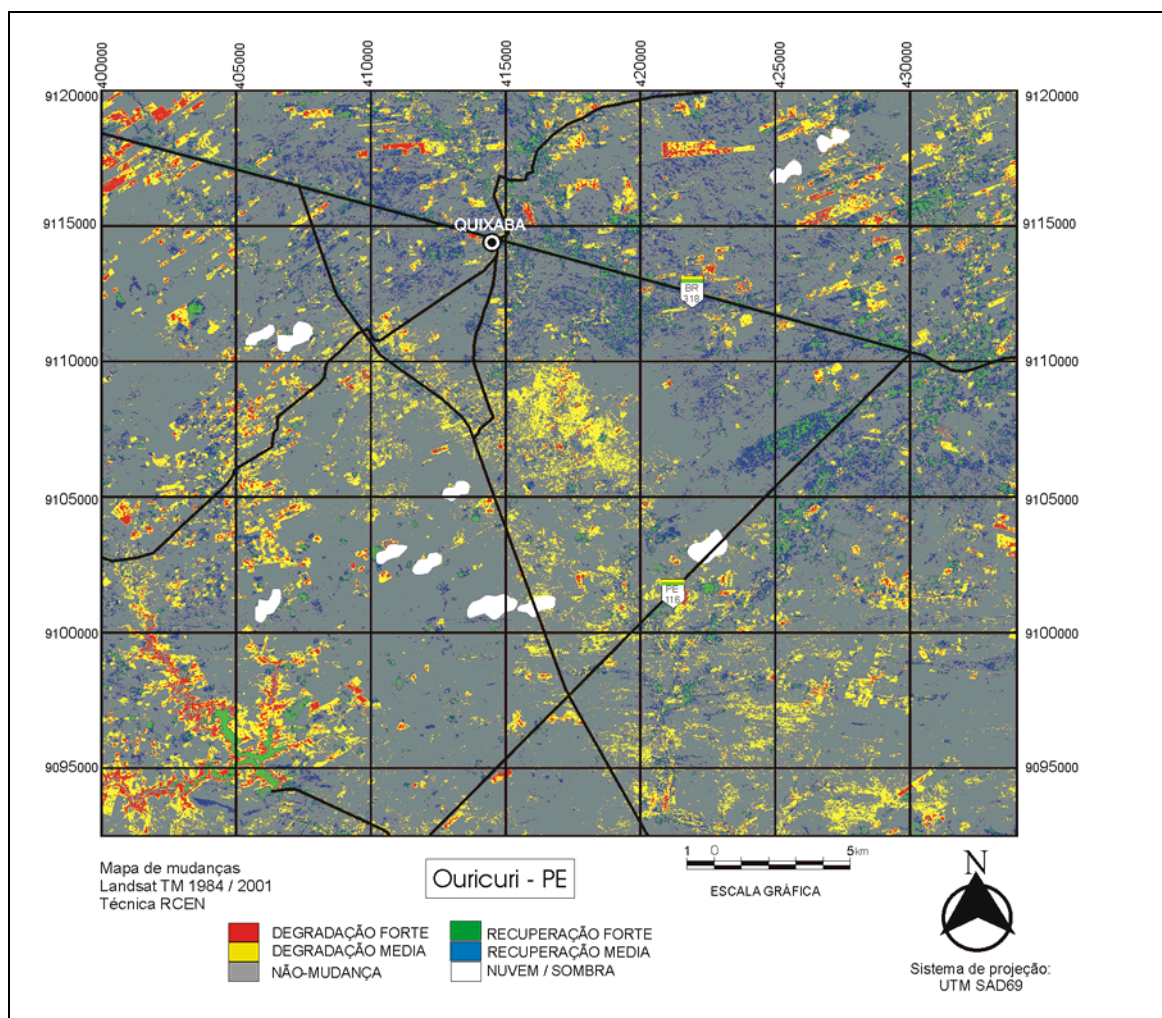 400000 405000 410000 415000 420000 425000 430000
9120000 9120000
QUIXABA
9115000 9115000
BR
318
9110000 9110000
9105000 9105000
PE
116
9100000 9100000
9095000 9095000
Mapa de mudanças
Landsat TM 1984 / 2001
Técnica RCEN
Ouricuri - PE
1 0 5km
ESCALA GRÁFICA
N
DEGRADAÇÃO FORTE
DEGRADAÇÃO MEDIA
NÃO-MUDANÇA
RECUPERAÇÃO FORTE
RECUPERAÇÃO MEDIA
NUVEM / SOMBRA
Sistema de projeção:
UTM SAD69